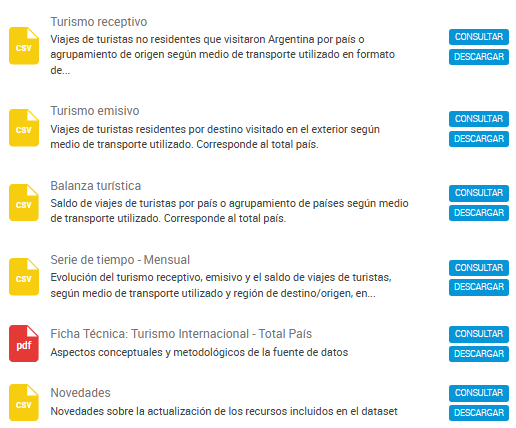 Turismo receptivo
csv
Viajes de turistas no residentes que visitaron Argentina por país o
agrupamiento de origen según medio de transporte utilizado en formato
de...
CONSULTAR
DESCARGAR
Turismo emisivo
csv
Viajes de turistas residentes por destino visitado en el exterior según
medio de transporte utilizado. Corresponde al total país.
CONSULTAR
DESCARGAR
Balanza turística
csv
Saldo de viajes de turistas por país o agrupamiento de países según medio
de transporte utilizado. Corresponde al total país.
CONSULTAR
DESCARGAR
Serie de tiempo - Mensual
csv
Evolución del turismo receptivo, emisivo y el saldo de viajes de turistas,
según medio de transporte utilizado y región de destino/origen, en...
CONSULTAR
DESCARGAR
Ficha Técnica: Turismo Internacional - Total País
pdf
Aspectos conceptuales y metodológicos de la fuente de datos
CONSULTAR
DESCARGAR
Novedades
csv
Novedades sobre la actualización de los recursos incluidos en el dataset
CONSULTAR
DESCARGAR